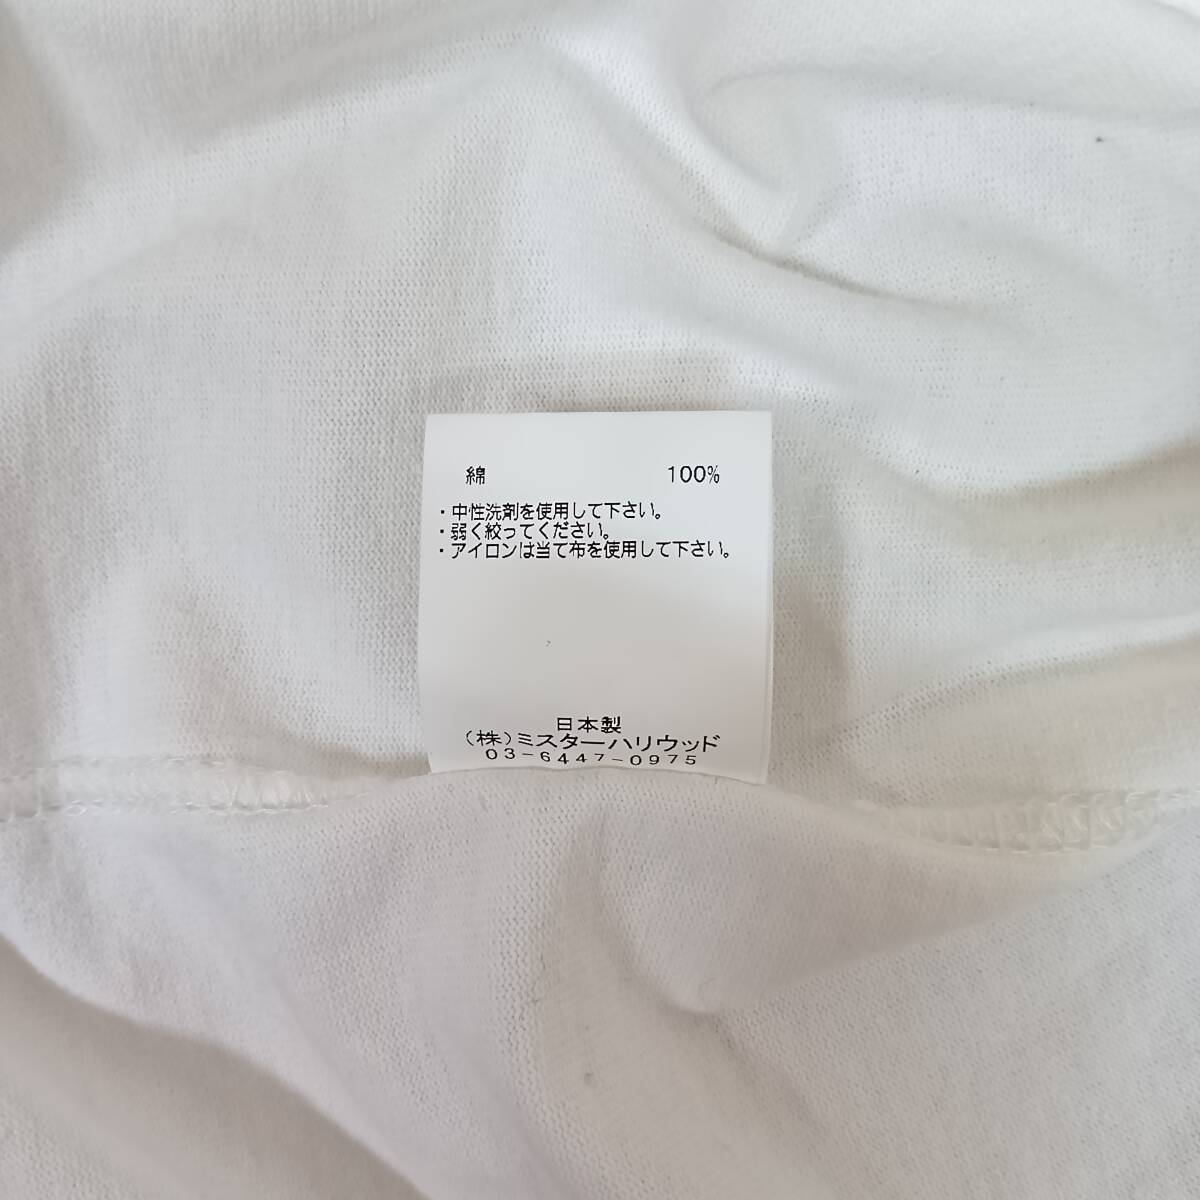 綿 100%
・中性洗剤を使用して下さい。
・弱く絞ってください。
・アイロンは当て布を使用して下さい。
日本製
(株)ミスターハリウッド
03-6447-0975